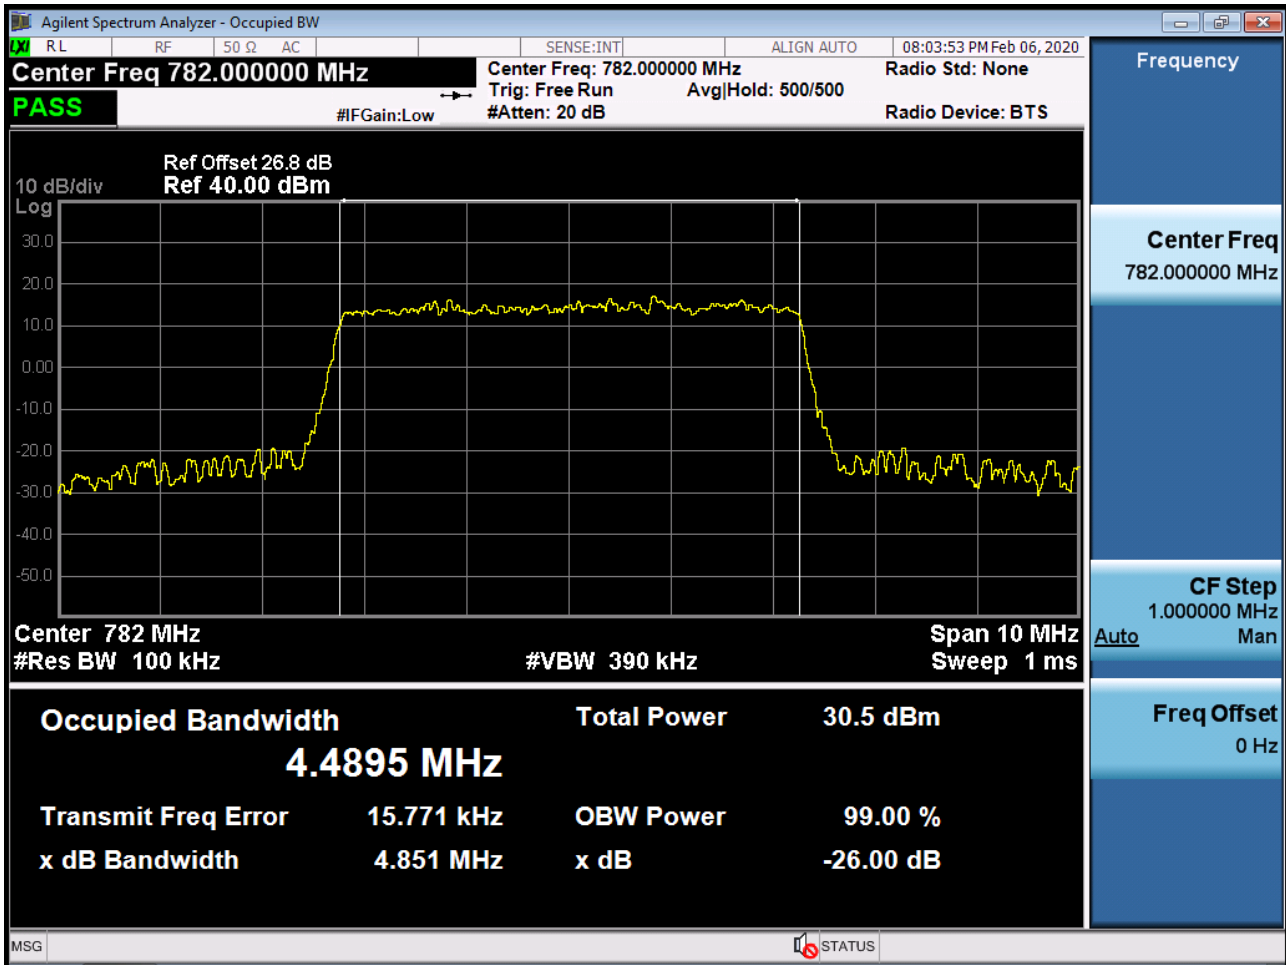 Agilent Spectrum Analyzer - Occupied BW
LXI RL RF 50 Ω AC SENSE:INT ALIGN AUTO 08:03:53 PM Feb 06, 2020
Center Freq 782.000000 MHz
Center Freq: 782.000000 MHz Radio Std: None
Trig: Free Run Avg|Hold: 500/500
PASS
#IFGain:Low #Atten: 20 dB Radio Device: BTS
Ref Offset 26.8 dB
10 dB/div Ref 40.00 dBm
Log
30.0
20.0
10.0
0.00
-10.0
-20.0
-30.0
-40.0
-50.0
Center 782 MHz Span 10 MHz
#Res BW 100 kHz #VBW 390 kHz Sweep 1 ms
Occupied Bandwidth Total Power 30.5 dBm
4.4895 MHz
Transmit Freq Error 15.771 kHz OBW Power 99.00 %
x dB Bandwidth 4.851 MHz x dB -26.00 dB
MSG STATUS
Frequency
Center Freq
782.000000 MHz
CF Step
1.000000 MHz
Auto Man
Freq Offset
0 Hz